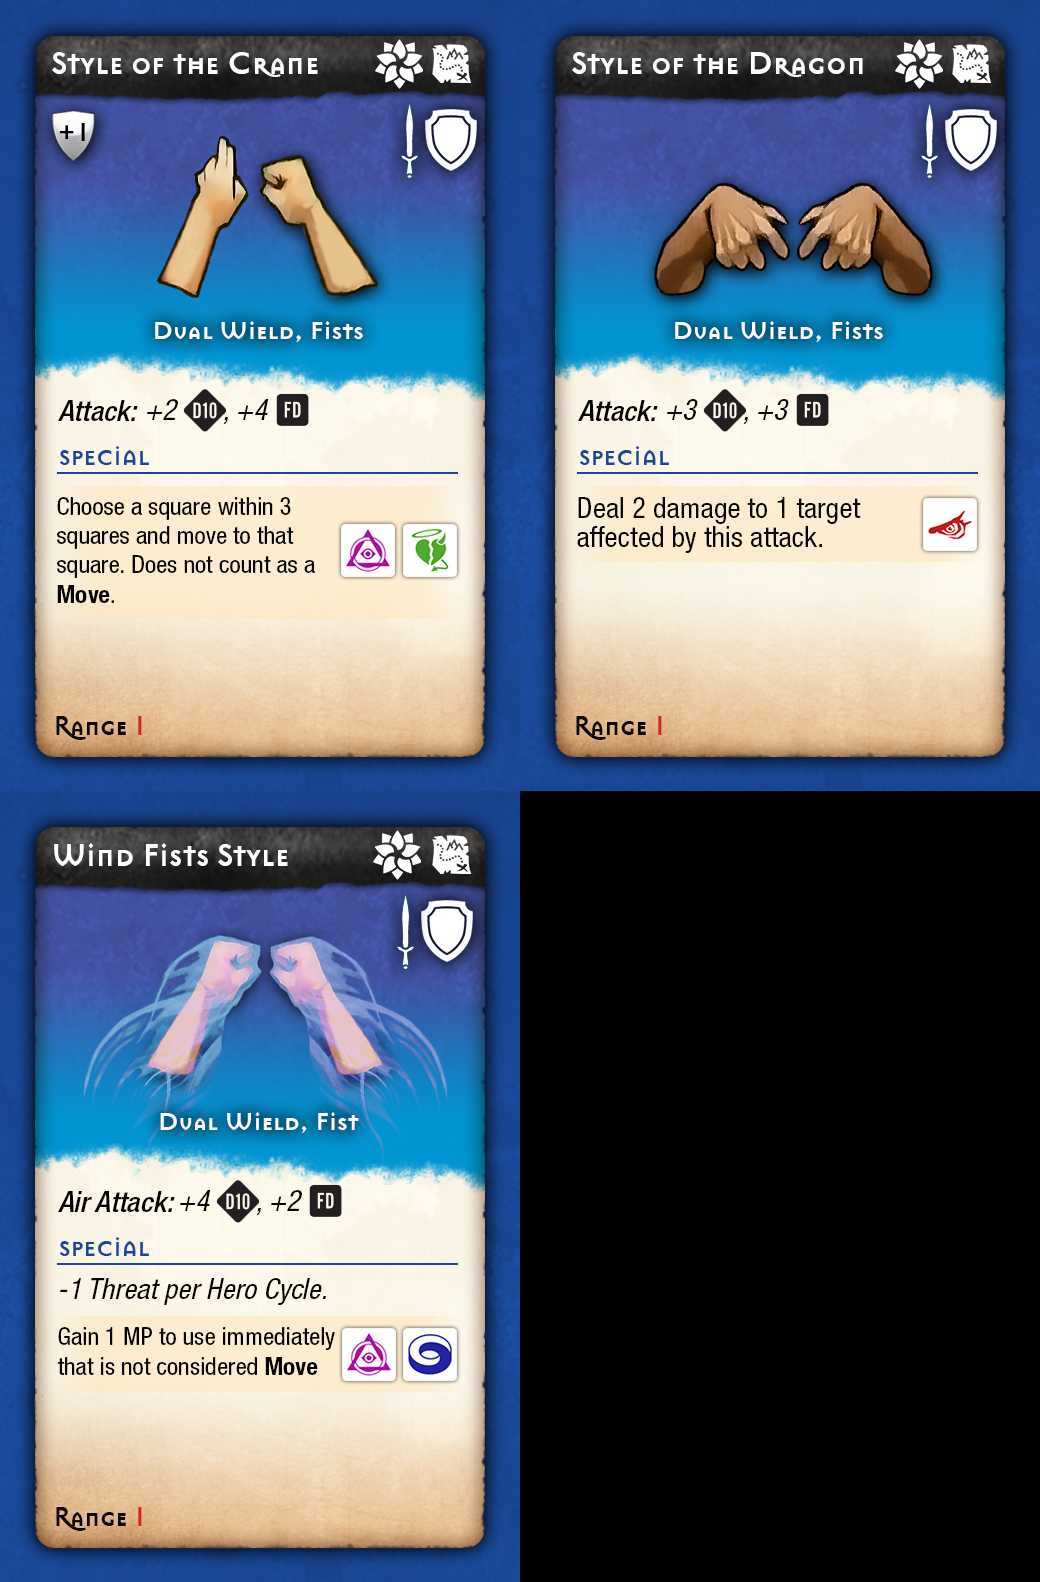 Style of the Crane
+1
Dual Wield, Fists
Attack: +2 D10, +4 FD
Special
Choose a square within 3
squares and move to that
square. Does not count as a
Move.
Range 1
Style of the Dragon
Dual Wield, Fists
Attack: +3 D10, +3 FD
Special
Deal 2 damage to 1 target
affected by this attack.
Range 1
Wind Fists Style
Dual Wield, Fist
Air Attack: +4 D10, +2 FD
Special
-1 Threat per Hero Cycle.
Gain 1 MP to use immediately
that is not considered Move
Range 1